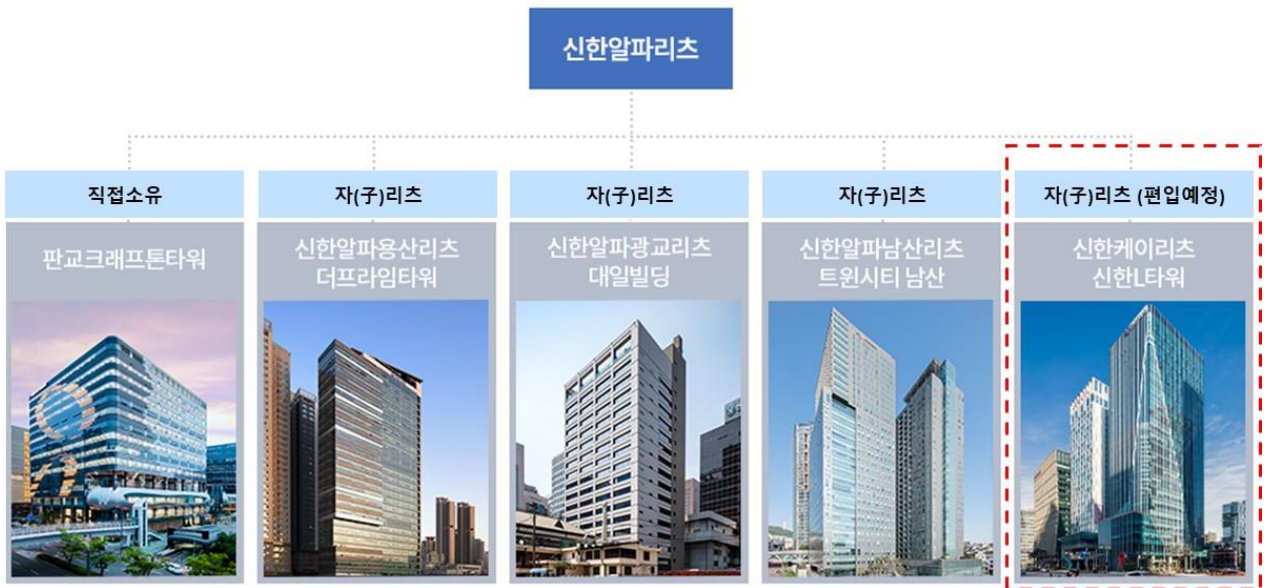 신한알파리츠
직접소유
자(子)리츠
자(子)리츠
자(子)리츠
자(子)리츠 (편입예정)
판교크래프톤타워
신한알파용산리츠
더프라임타워
신한알파광교리츠
대일빌딩
신한알파남산리츠
트윈시티 남산
신한케이리츠
신한L타워